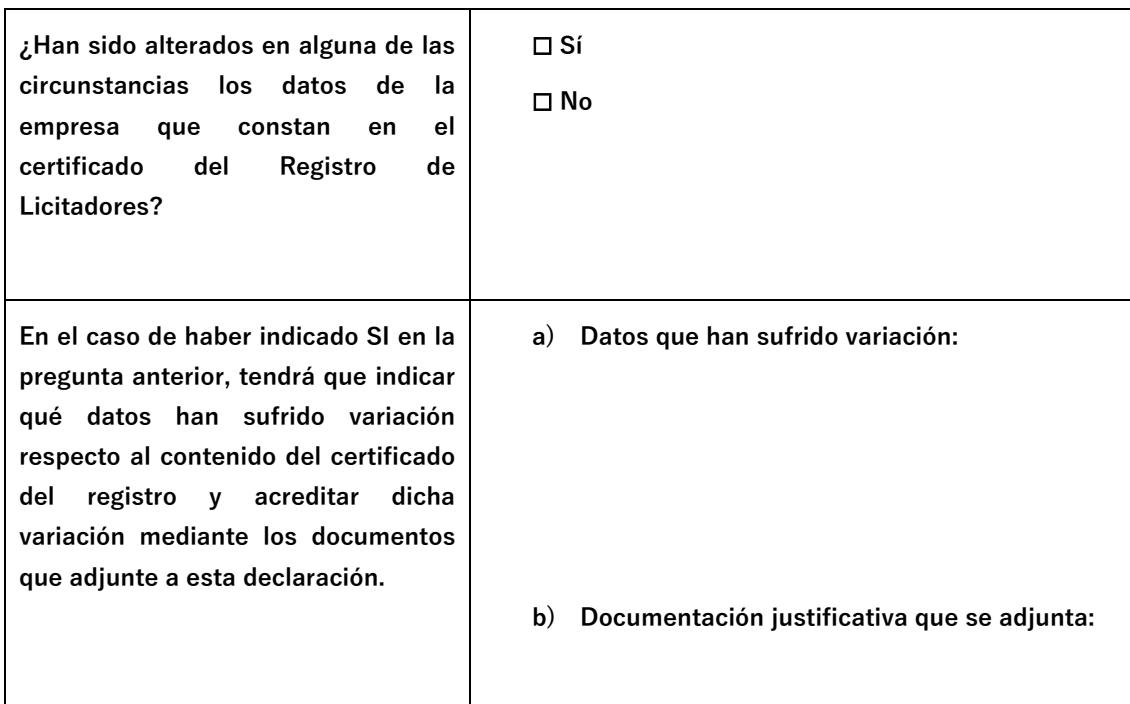 ¿Han sido alterados en alguna de las
circunstancias los datos de la
empresa que constan en el
certificado del Registro de
Licitadores?
☐ Sí
☐ No
En el caso de haber indicado SI en la
pregunta anterior, tendrá que indicar
qué datos han sufrido variación
respecto al contenido del certificado
del registro y acreditar dicha
variación mediante los documentos
que adjunte a esta declaración.
a) Datos que han sufrido variación:
b) Documentación justificativa que se adjunta: